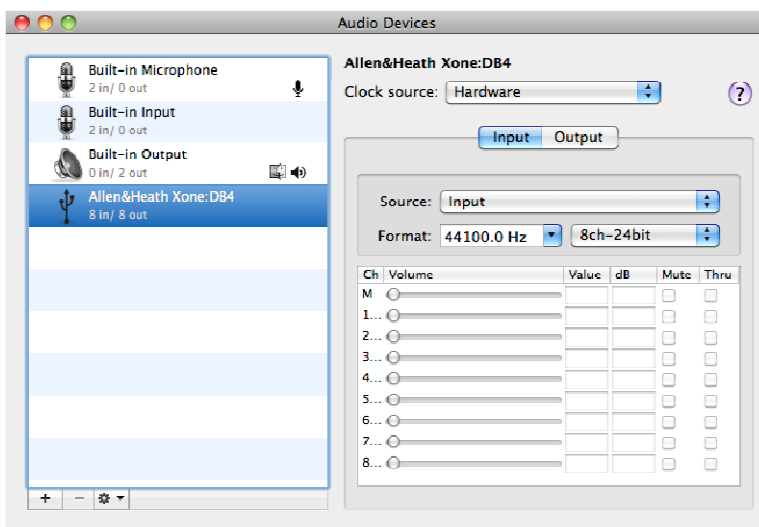 Audio Devices
Built-in Microphone
2 in/ 0 out
Built-in Input
2 in/ 0 out
Built-in Output
0 in/ 2 out
Allen&Heath Xone:DB4
8 in/ 8 out
+ −
Allen&Heath Xone:DB4
Clock source: Hardware ?
Input Output
Source: Input
Format: 44100.0 Hz 8ch-24bit
Ch Volume Value dB Mute Thru
M
1...
2...
3...
4...
5...
6...
7...
8...